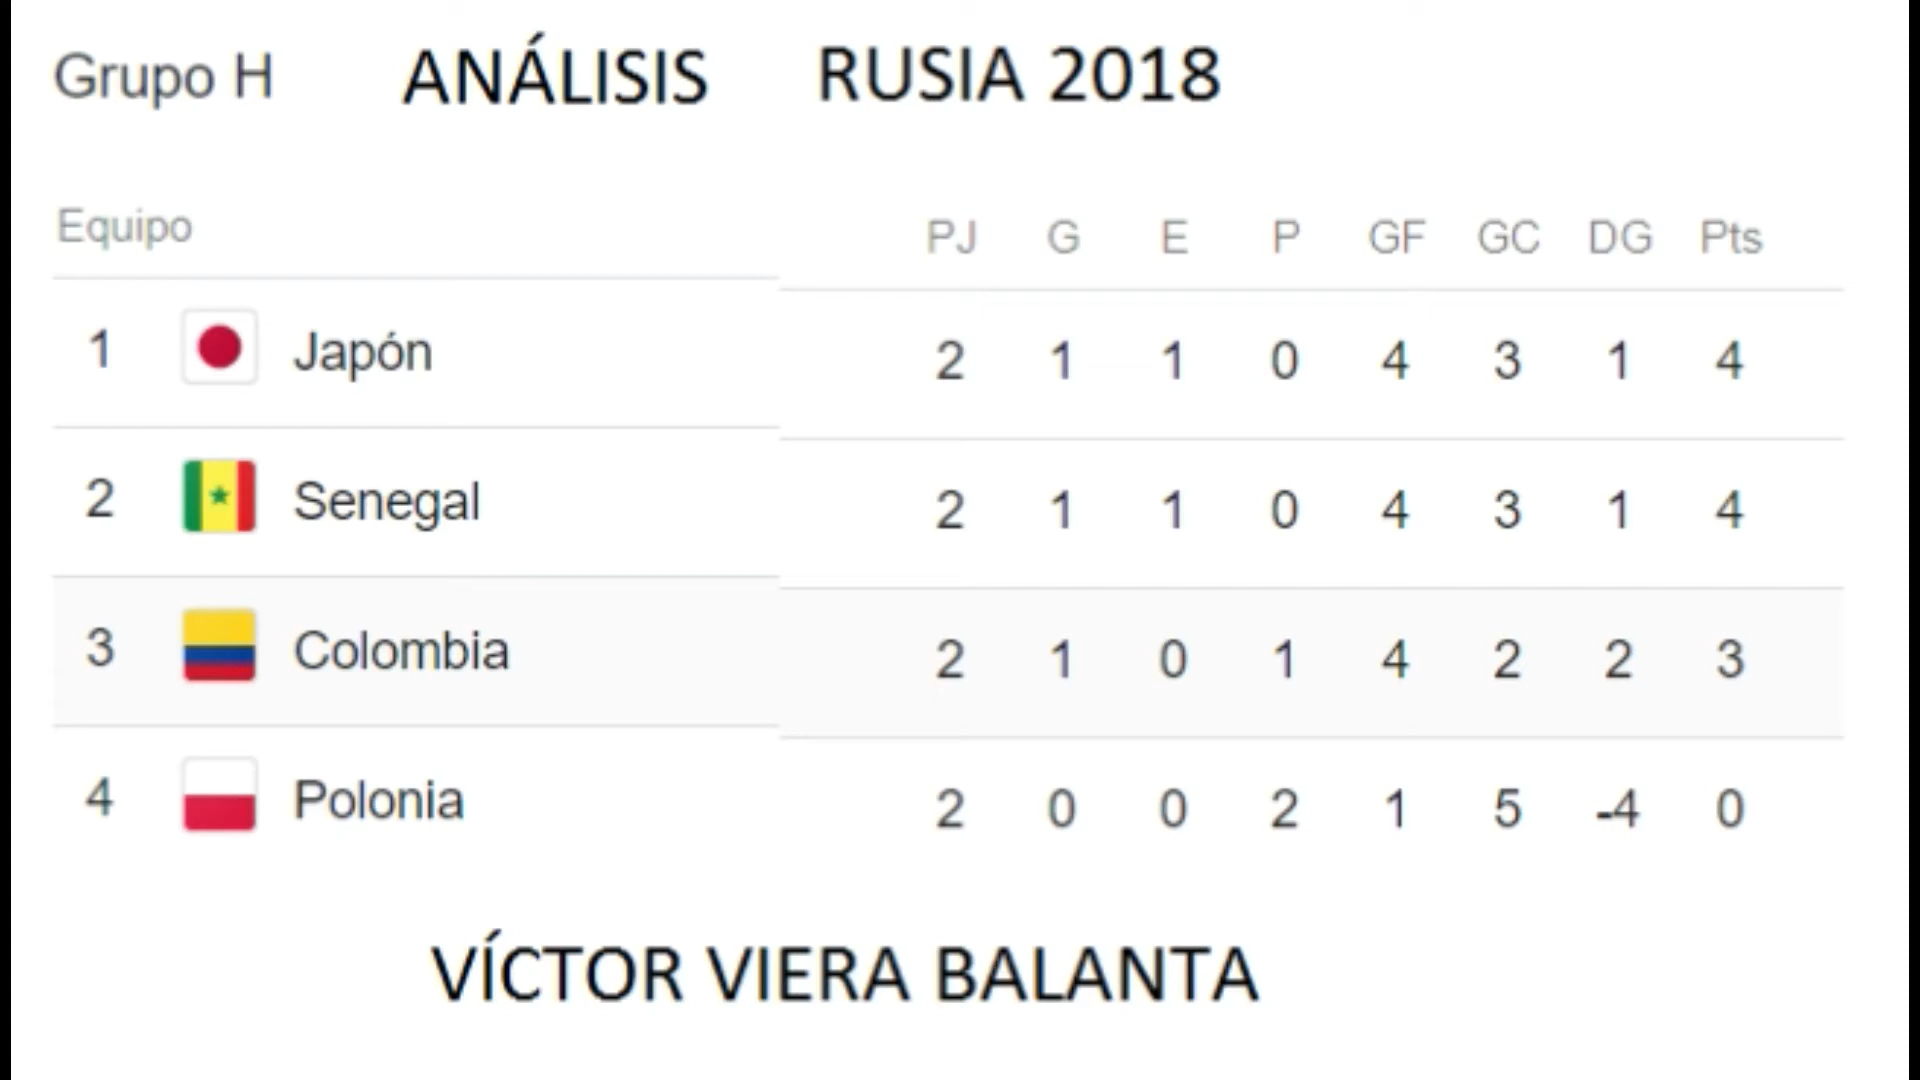 Grupo H ANÁLISIS RUSIA 2018
Equipo PJ G E P GF GC DG Pts
1 Japón 2 1 1 0 4 3 1 4
2 Senegal 2 1 1 0 4 3 1 4
3 Colombia 2 1 0 1 4 2 2 3
4 Polonia 2 0 0 2 1 5 -4 0
VÍCTOR VIERA BALANTA